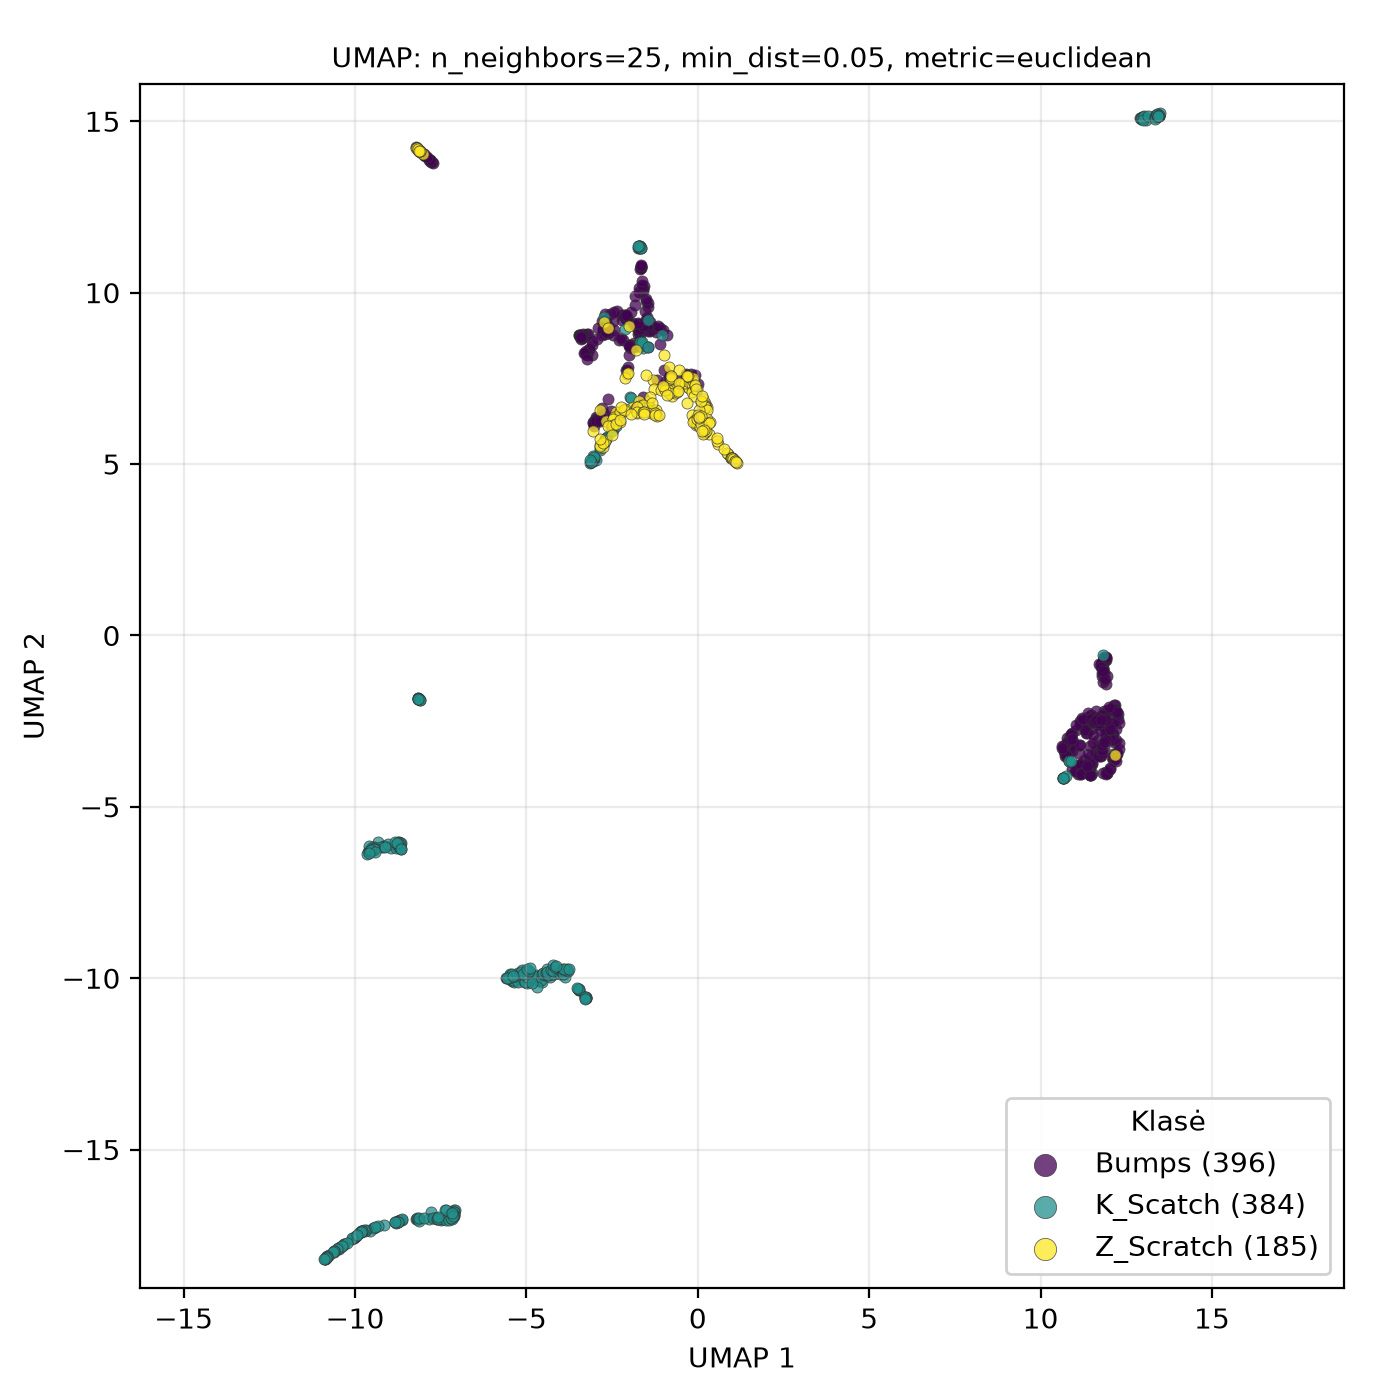 UMAP: n_neighbors=25, min_dist=0.05, metric=euclidean
15
10
5
0
−5
−10
−15
UMAP 2
−15
−10
−5
0
5
10
15
UMAP 1
Klasė
Bumps (396)
K_Scatch (384)
Z_Scratch (185)